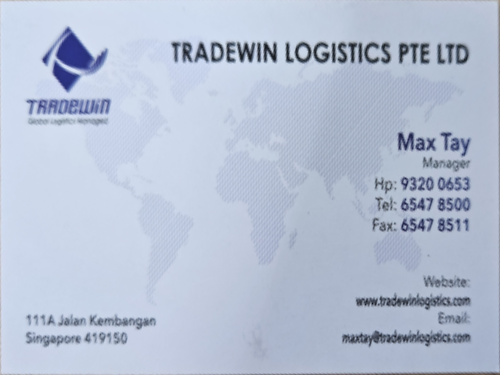 TRADEWIN LOGISTICS PTE LTD
TRADEWIN
Global Logistics Managed
Max Tay
Manager
Hp: 9320 0653
Tel: 6547 8500
Fax: 6547 8511
Website:
www.tradewinlogistics.com
Email:
maxtay@tradewinlogistics.com
111A Jalan Kembangan
Singapore 419150